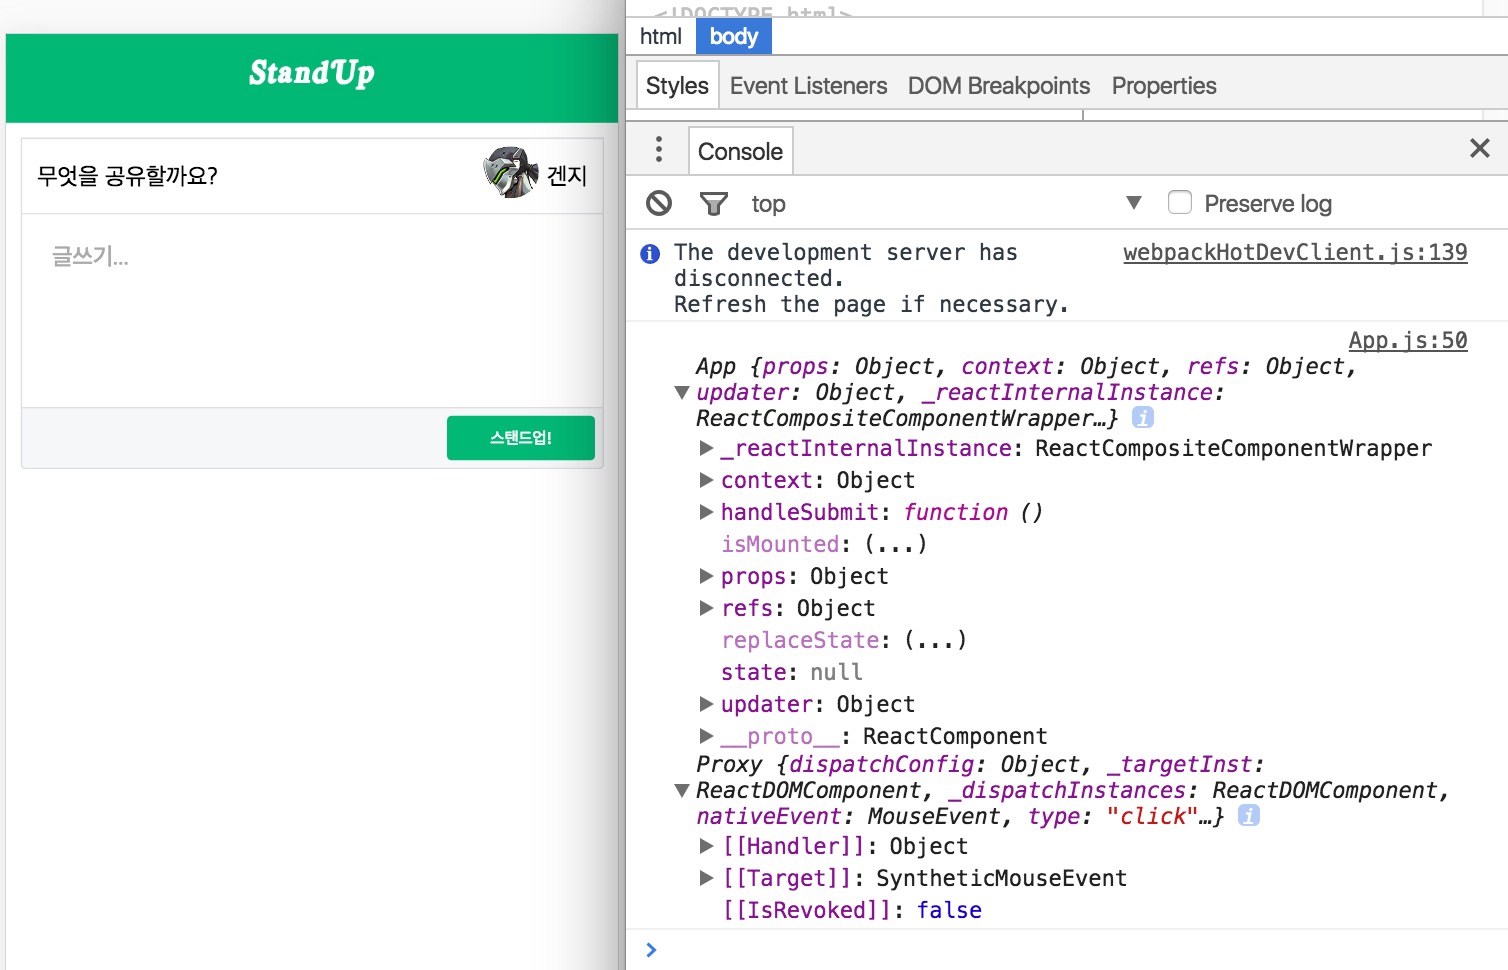 StandUp
무엇을 공유할까요?
겐지
글쓰기...
스탠드업!
<!DOCTYPE html>
html body
Styles Event Listeners DOM Breakpoints Properties
Console
top Preserve log
The development server has webpackHotDevClient.js:139
disconnected.
Refresh the page if necessary.
App.js:50
App {props: Object, context: Object, refs: Object,
updater: Object, _reactInternalInstance:
ReactCompositeComponentWrapper…}
_reactInternalInstance: ReactCompositeComponentWrapper
context: Object
handleSubmit: function ()
isMounted: (...)
props: Object
refs: Object
replaceState: (...)
state: null
updater: Object
__proto__: ReactComponent
Proxy {dispatchConfig: Object, _targetInst:
ReactDOMComponent, _dispatchInstances: ReactDOMComponent,
nativeEvent: MouseEvent, type: "click"…}
[[Handler]]: Object
[[Target]]: SyntheticMouseEvent
[[IsRevoked]]: false